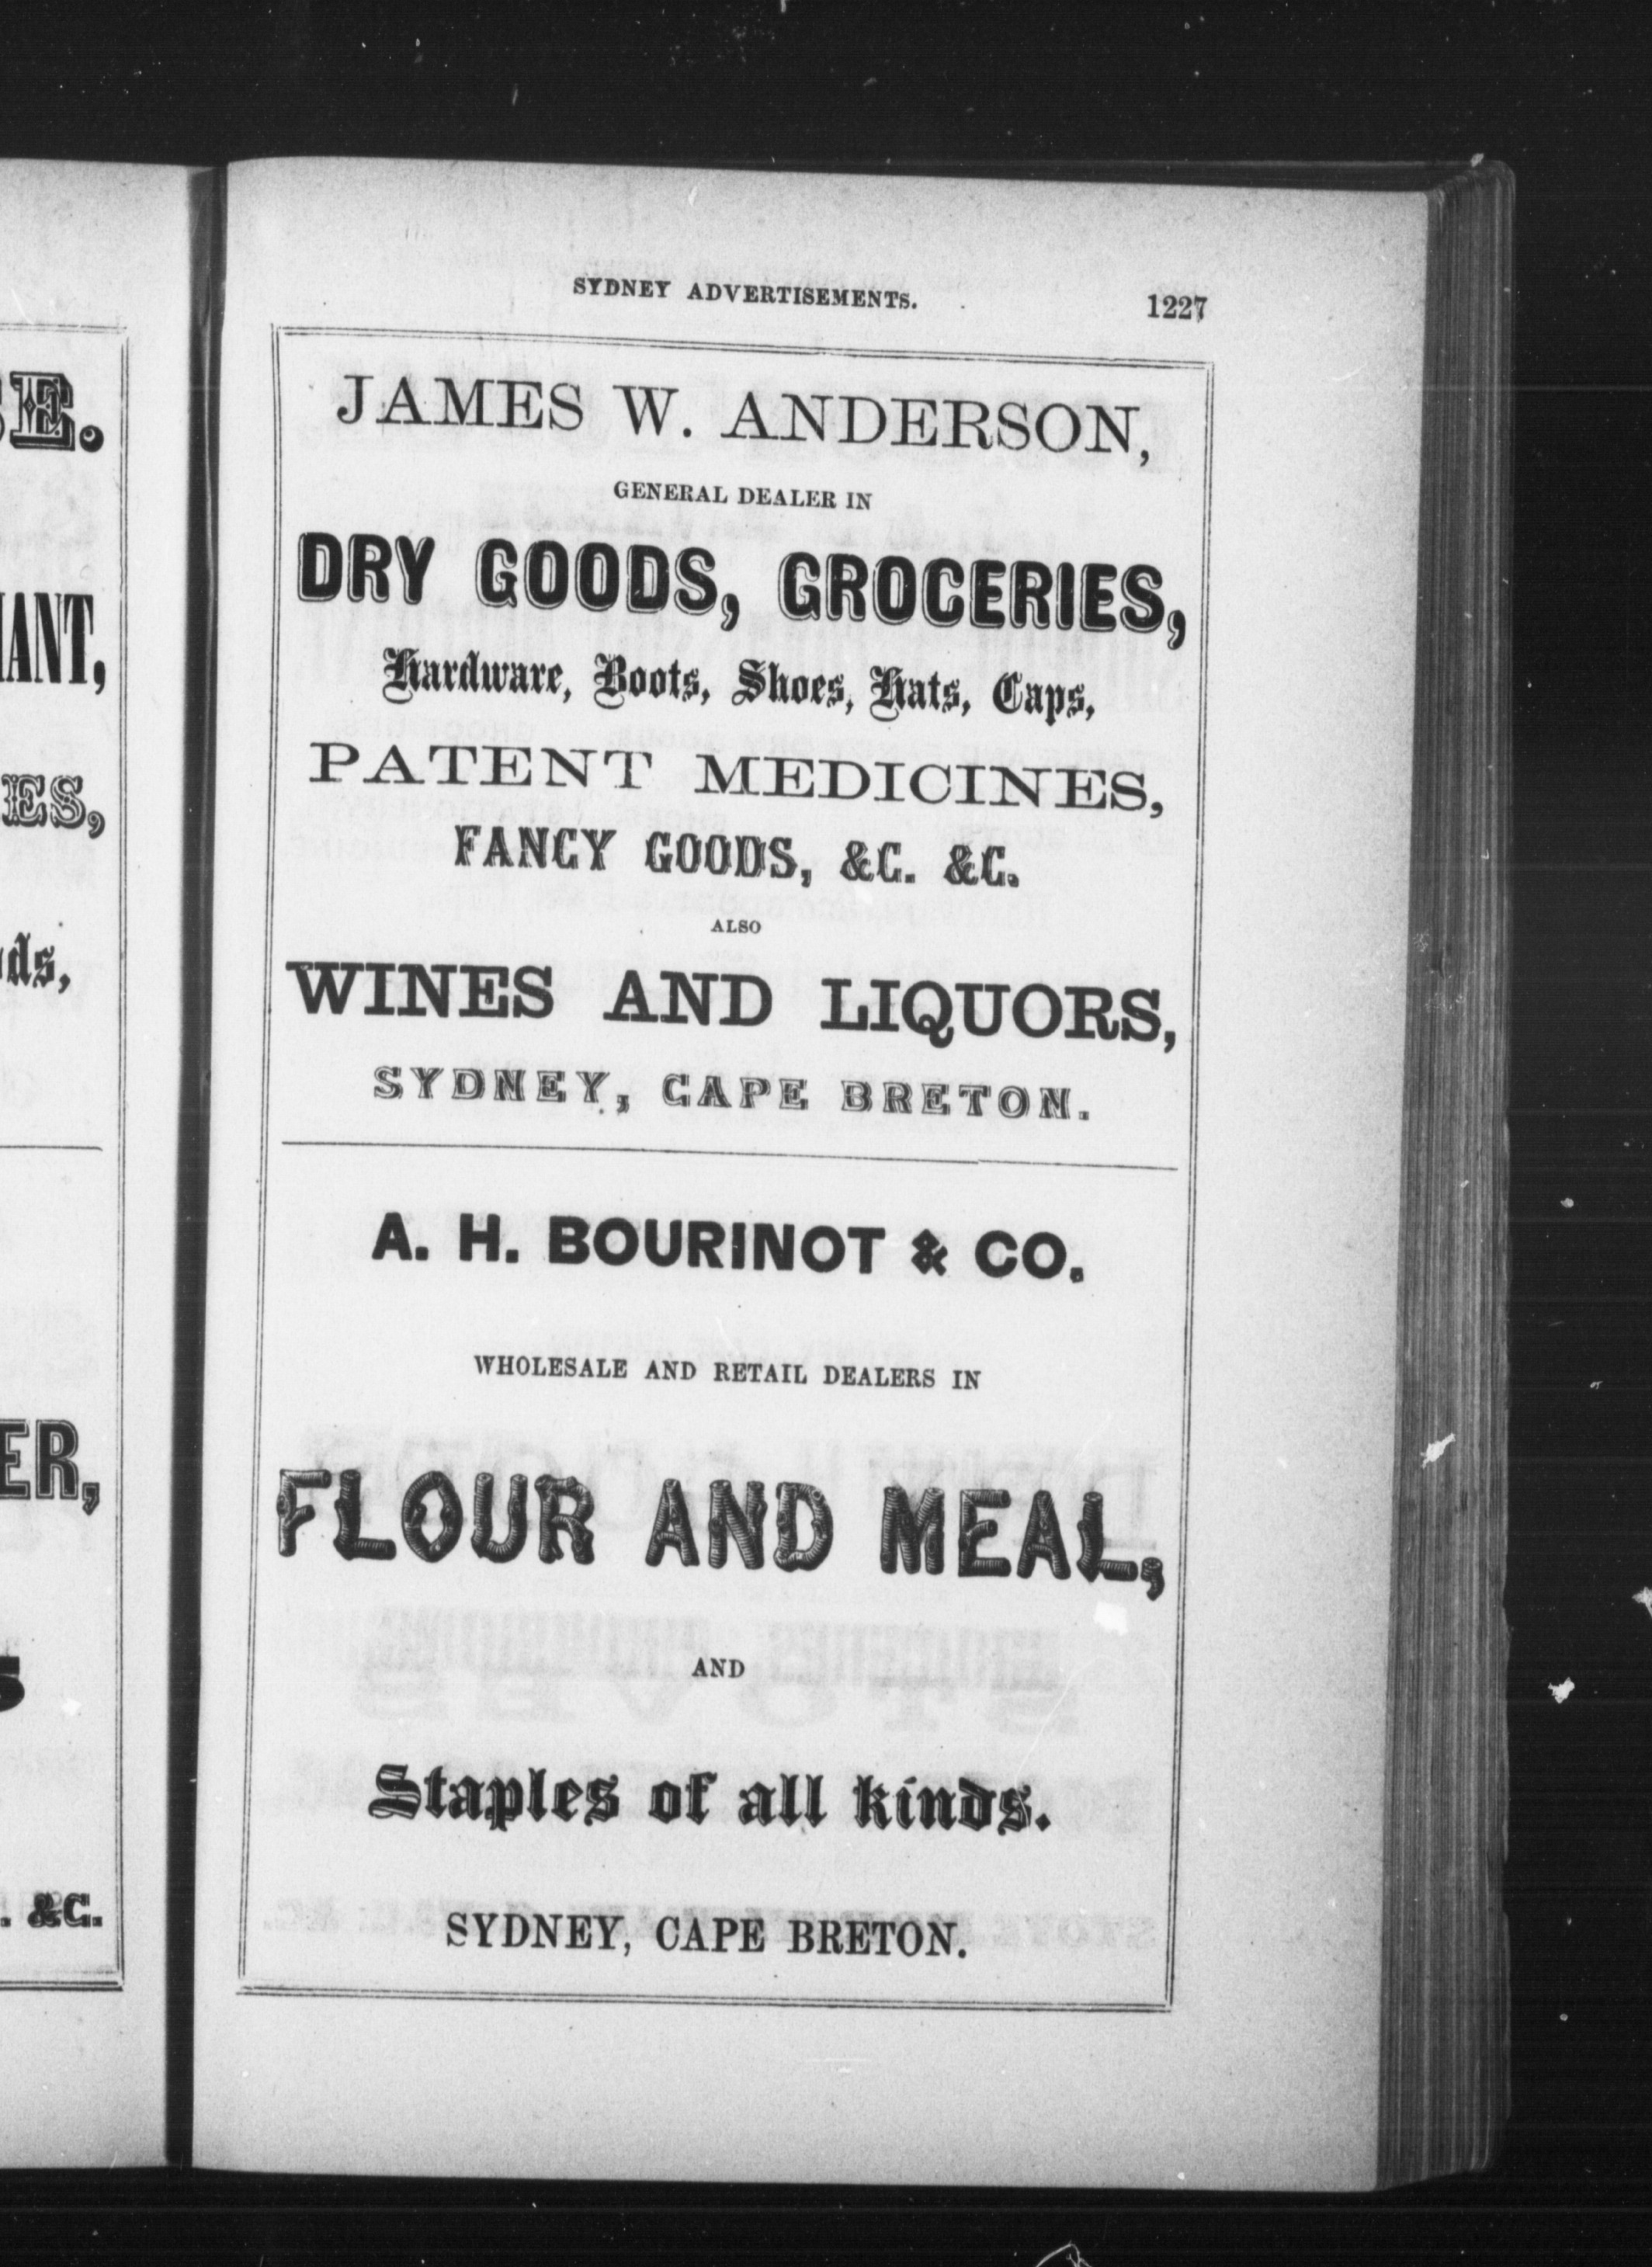 SYDNEY ADVERTISEMENTS. 1227
JAMES W. ANDERSON,
GENERAL DEALER IN
DRY GOODS, GROCERIES,
Hardware, Boots, Shoes, Hats, Caps,
PATENT MEDICINES,
FANCY GOODS, &C. &C.
ALSO
WINES AND LIQUORS,
SYDNEY, CAPE BRETON.
A. H. BOURINOT & CO.
WHOLESALE AND RETAIL DEALERS IN
FLOUR AND MEAL,
AND
Staples of all kinds.
SYDNEY, CAPE BRETON.
&C.